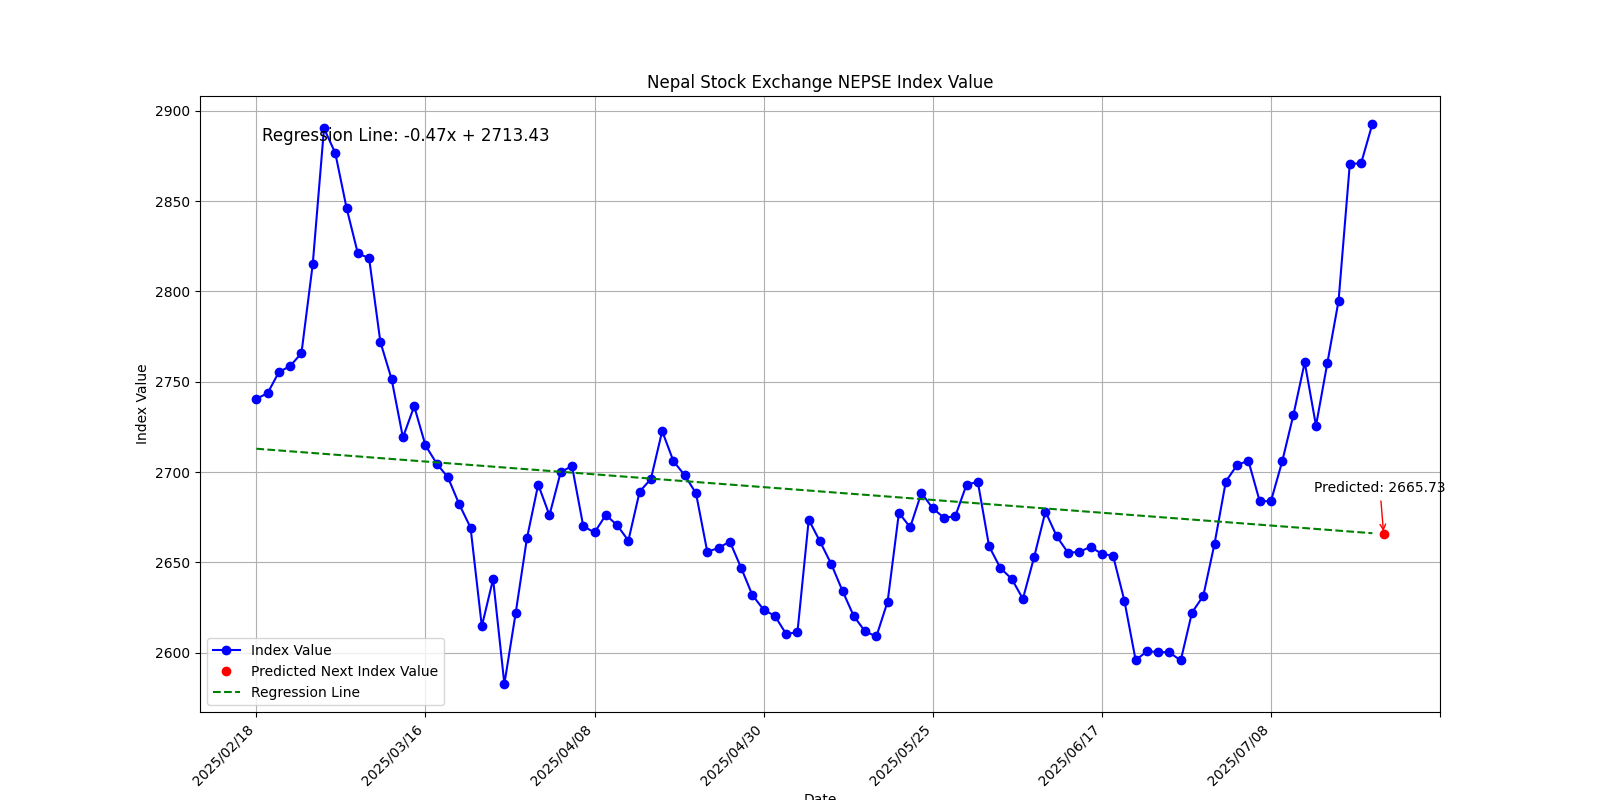 Nepal Stock Exchange NEPSE Index Value
Regression Line: -0.47x + 2713.43
2900
2850
2800
2750
2700
2650
2600
Index Value
Predicted: 2665.73
Index Value
Predicted Next Index Value
Regression Line
2025/02/18
2025/03/16
2025/04/08
2025/04/30
2025/05/25
2025/06/17
2025/07/08
Date